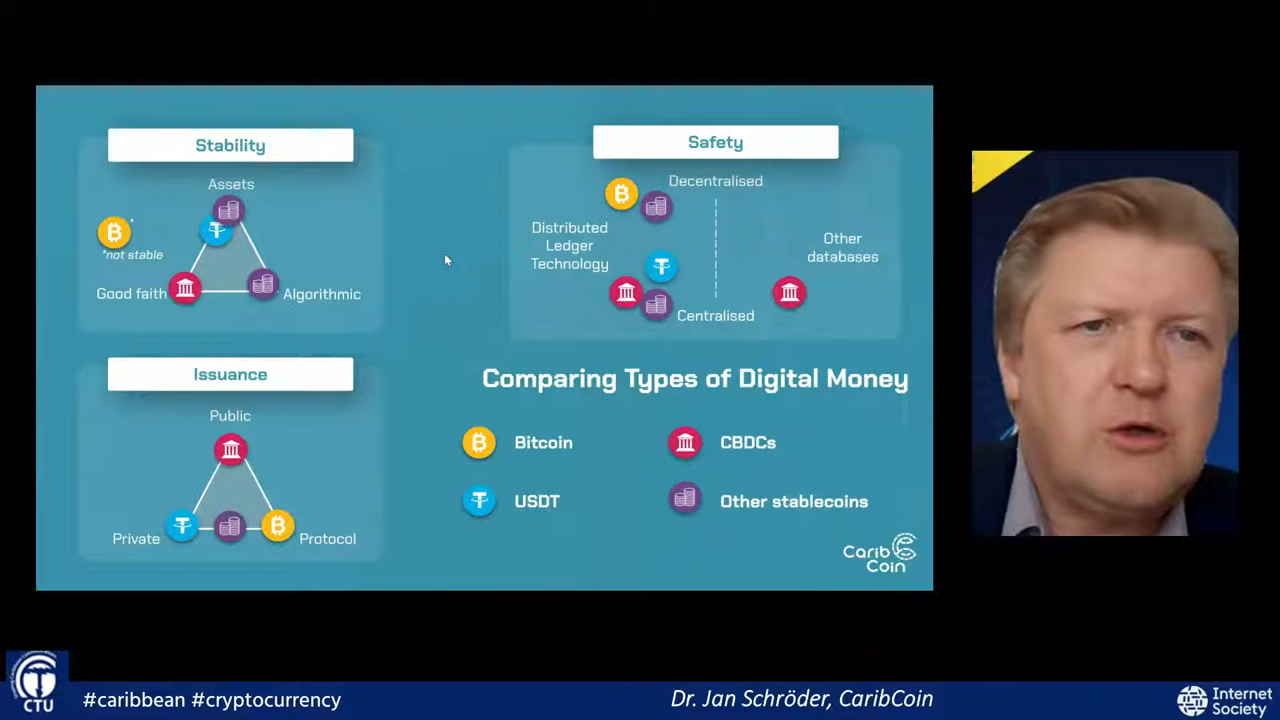 Stability
Assets
*
*not stable
Good faith
Algorithmic
Safety
Decentralised
Distributed
Ledger
Technology
Other
databases
Centralised
Issuance
Public
Private
Protocol
Comparing Types of Digital Money
Bitcoin
CBDCs
USDT
Other stablecoins
Carib
Coin
CTU
#caribbean #cryptocurrency
Dr. Jan Schröder, CaribCoin
Internet
Society